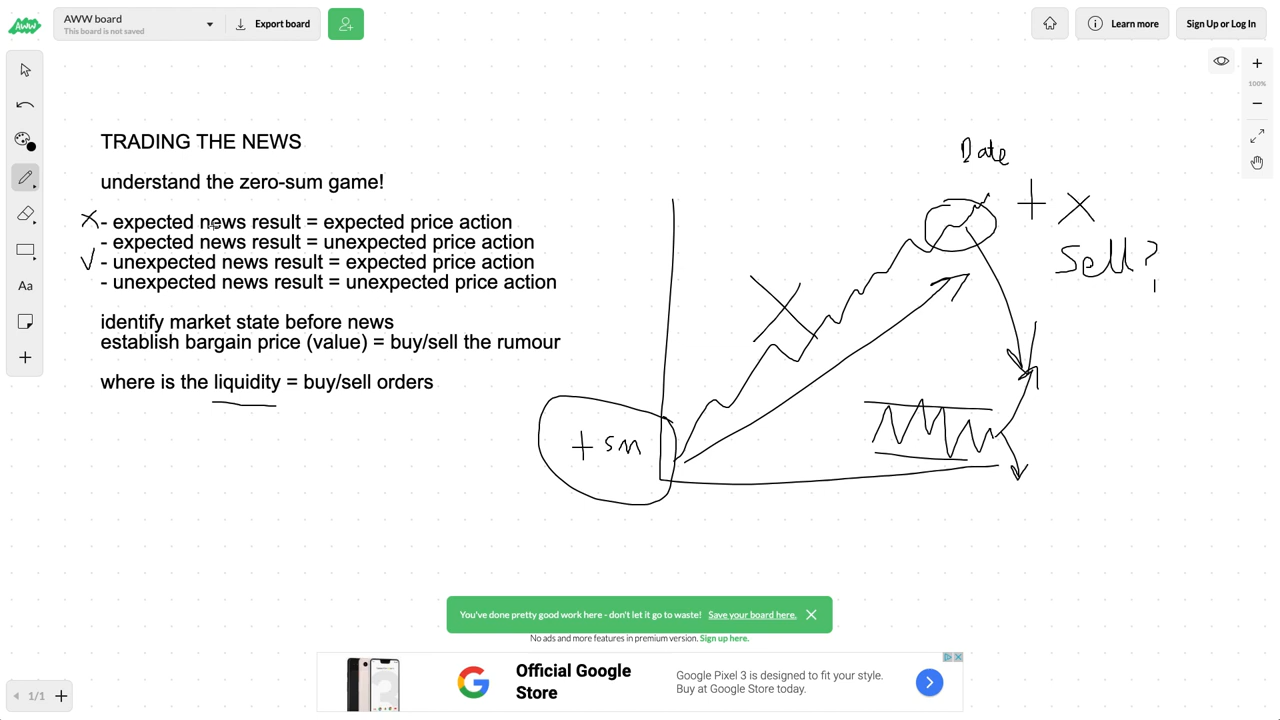 AWW board
This board is not saved
Export board
Learn more
Sign Up or Log In
100%
TRADING THE NEWS
understand the zero-sum game!
X - expected news result = expected price action
- expected news result = unexpected price action
✓ - unexpected news result = expected price action
- unexpected news result = unexpected price action
identify market state before news
establish bargain price (value) = buy/sell the rumour
where is the liquidity = buy/sell orders
Aa
Date
+ X
Sell?
X
+ sn
You've done pretty good work here - don't let it go to waste! Save your board here.
No ads and more features in premium version. Sign up here.
Official Google
Store
Google Pixel 3 is designed to fit your style.
Buy at Google Store today.
1/1